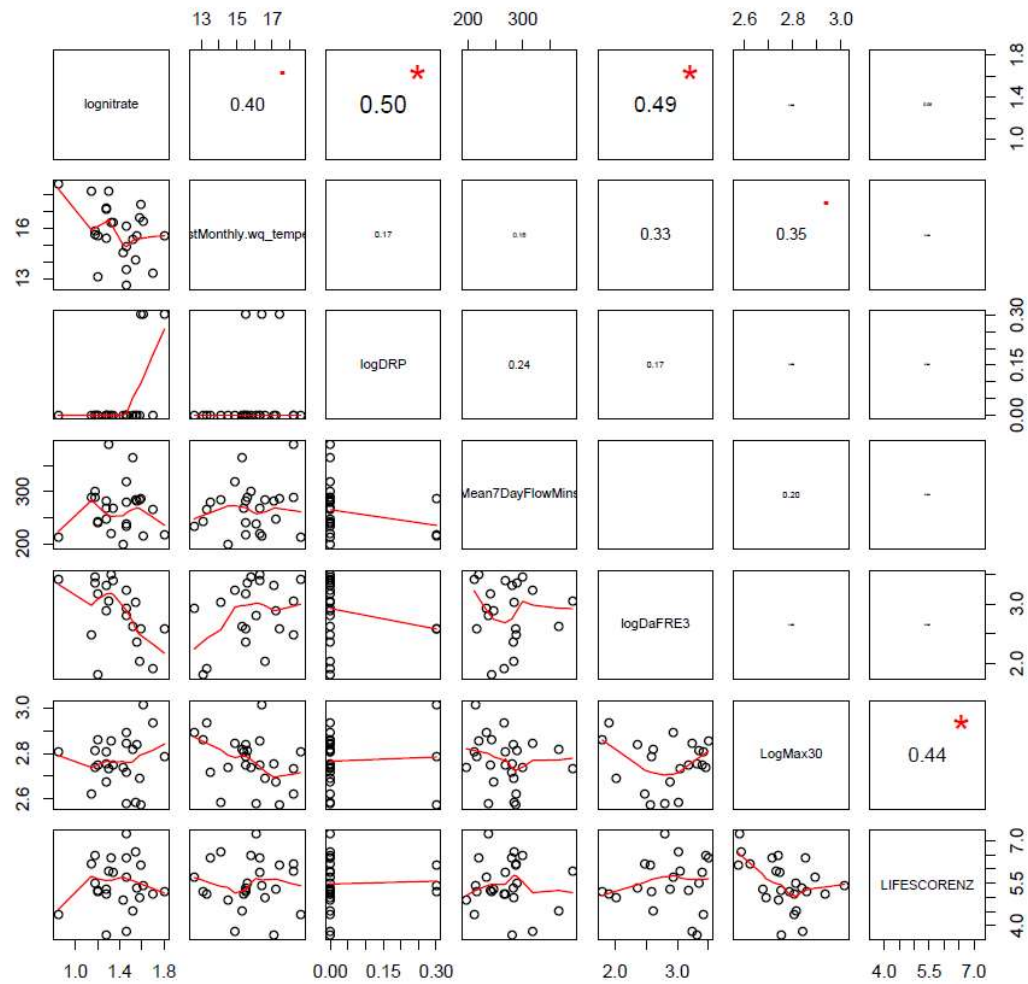 13 15 17 200 300 2.6 2.8 3.0
lognitrate 0.40 * 0.50 * 0.49 1.0 1.4 1.8
13 16 stMonthly.wq_tempe 0.17 0.33 0.35
0.00 0.15 0.30 logDRP 0.24 0.17
200 300 Mean7DayFlowMins 0.20
logDaFRE3 2.0 3.0
2.6 2.8 3.0 LogMax30 0.44 *
LIFESCORENZ 4.0 5.5 7.0
1.0 1.4 1.8 0.00 0.15 0.30 2.0 3.0 4.0 5.5 7.0